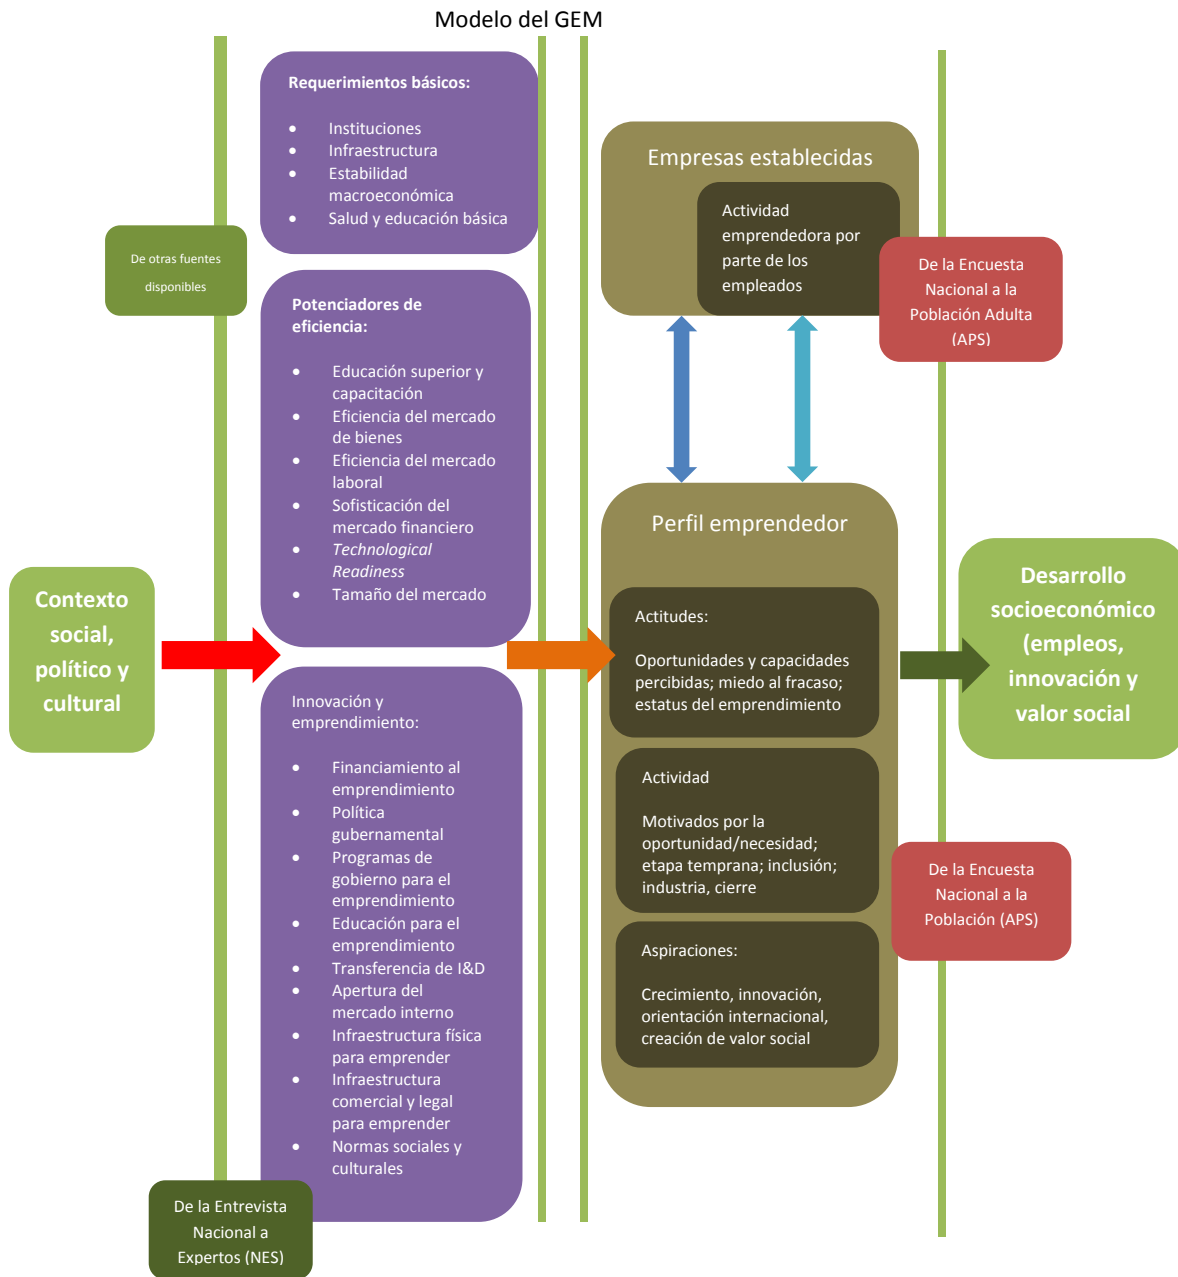 Modelo del GEM
Contexto
social,
político y
cultural
De otras fuentes
disponibles
Requerimientos básicos:
• Instituciones
• Infraestructura
• Estabilidad
macroeconómica
• Salud y educación básica
Potenciadores de
eficiencia:
• Educación superior y
capacitación
• Eficiencia del mercado
de bienes
• Eficiencia del mercado
laboral
• Sofisticación del
mercado financiero
• Technological
Readiness
• Tamaño del mercado
Innovación y
emprendimiento:
• Financiamiento al
emprendimiento
• Política
gubernamental
• Programas de
gobierno para el
emprendimiento
• Educación para el
emprendimiento
• Transferencia de I&D
• Apertura del
mercado interno
• Infraestructura física
para emprender
• Infraestructura
comercial y legal
para emprender
• Normas sociales y
culturales
De la Entrevista
Nacional a
Expertos (NES)
Empresas establecidas
Actividad
emprendedora por
parte de los
empleados
De la Encuesta
Nacional a la
Población Adulta
(APS)
Perfil emprendedor
Actitudes:
Oportunidades y capacidades
percibidas; miedo al fracaso;
estatus del emprendimiento
Actividad
Motivados por la
oportunidad/necesidad;
etapa temprana; inclusión;
industria, cierre
Aspiraciones:
Crecimiento, innovación,
orientación internacional,
creación de valor social
De la Encuesta
Nacional a la
Población (APS)
Desarrollo
socioeconómico
(empleos,
innovación y
valor social